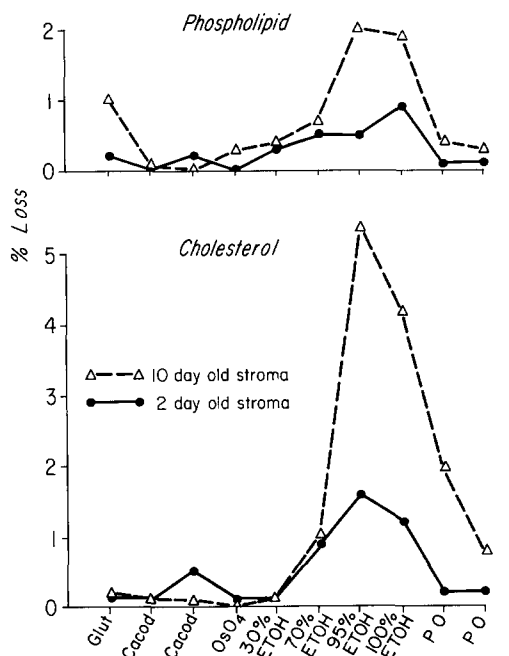 Phospholipid
2
1
0
% Loss
Cholesterol
5
4
3
2
1
0
10 day old stroma
2 day old stroma
Glut
Cacod
Cacod
OsO4
30% ETOH
70% ETOH
95% ETOH
100% ETOH
P O
P O